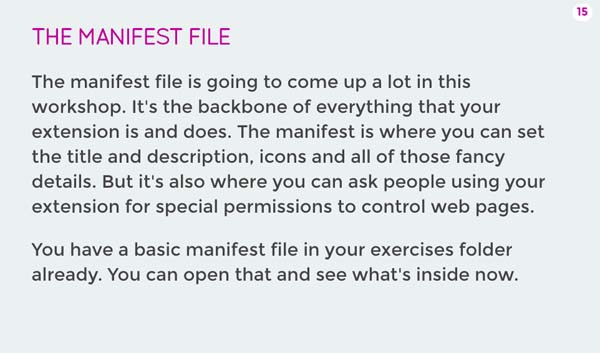 15
THE MANIFEST FILE
The manifest file is going to come up a lot in this
workshop. It's the backbone of everything that your
extension is and does. The manifest is where you can set
the title and description, icons and all of those fancy
details. But it's also where you can ask people using your
extension for special permissions to control web pages.
You have a basic manifest file in your exercises folder
already. You can open that and see what's inside now.